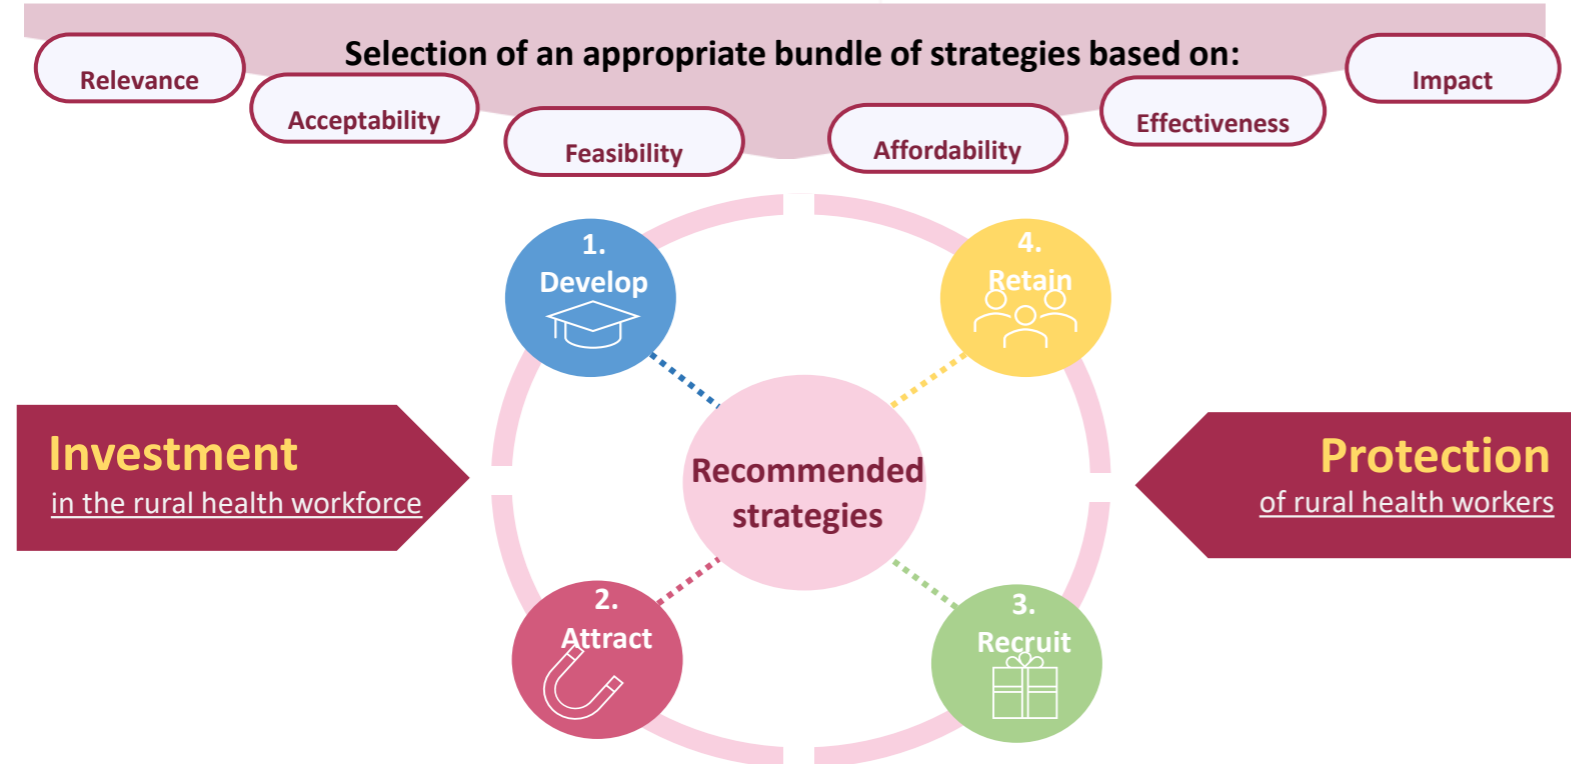 Selection of an appropriate bundle of strategies based on:
Relevance
Acceptability
Feasibility
Affordability
Effectiveness
Impact
1.
Develop
4.
Retain
Investment
in the rural health workforce
Recommended
strategies
Protection
of rural health workers
2.
Attract
3.
Recruit